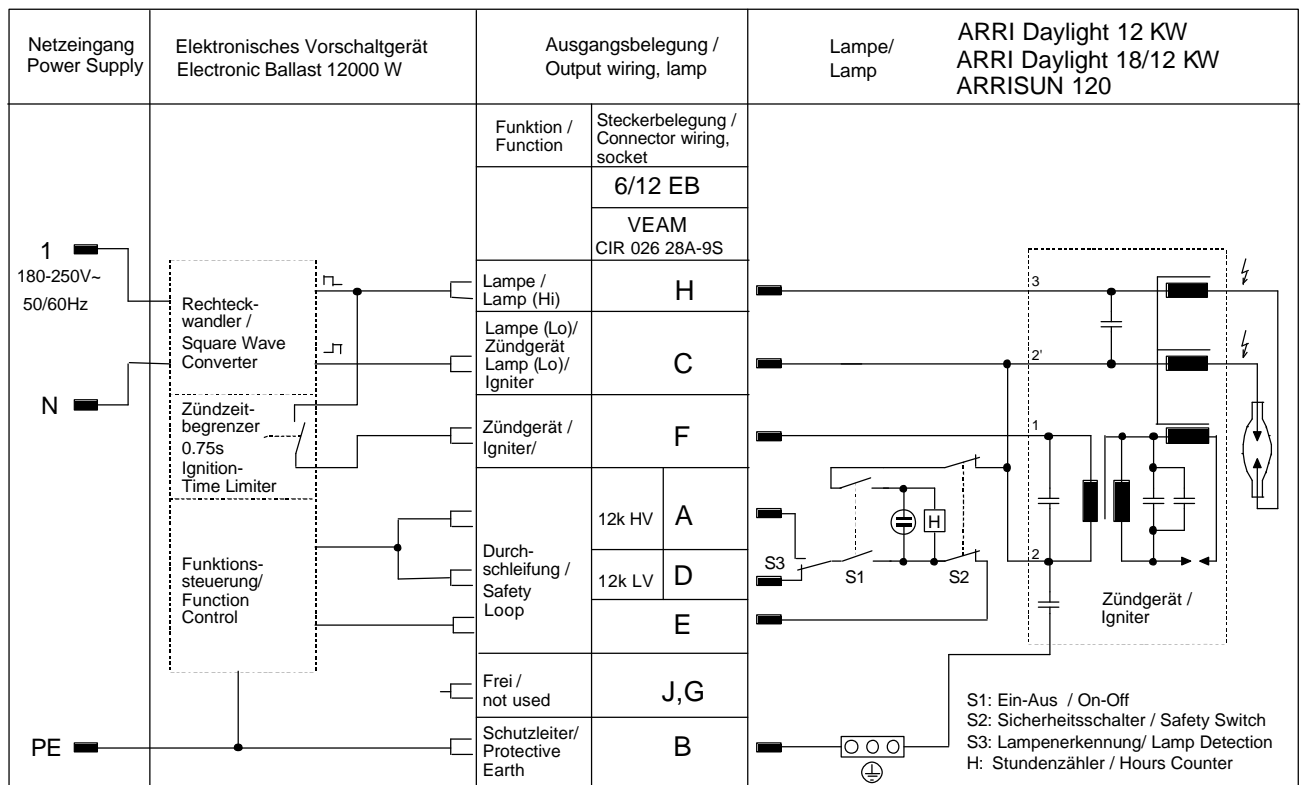 Netzeingang
Power Supply
Elektronisches Vorschaltgerät
Electronic Ballast 12000 W
Ausgangsbelegung /
Output wiring, lamp
Lampe/
Lamp
ARRI Daylight 12 KW
ARRI Daylight 18/12 KW
ARRISUN 120
Funktion /
Function
Steckerbelegung /
Connector wiring,
socket
6/12 EB
VEAM
CIR 026 28A-9S
1
180-250V~
50/60Hz
N
PE
Rechteck-
wandler /
Square Wave
Converter
Zündzeit-
begrenzer
0.75s
Ignition-
Time Limiter
Funktions-
steuerung/
Function
Control
Lampe /
Lamp (Hi)
H
Lampe (Lo)/
Zündgerät
Lamp (Lo)/
Igniter
C
Zündgerät /
Igniter/
F
Durch-
schleifung /
Safety
Loop
12k HV
A
12k LV
D
E
Frei /
not used
J,G
Schutzleiter/
Protective
Earth
B
3
2'
1
2
H
S3
S1
S2
Zündgerät /
Igniter
S1: Ein-Aus / On-Off
S2: Sicherheitsschalter / Safety Switch
S3: Lampenerkennung/ Lamp Detection
H: Stundenzähler / Hours Counter